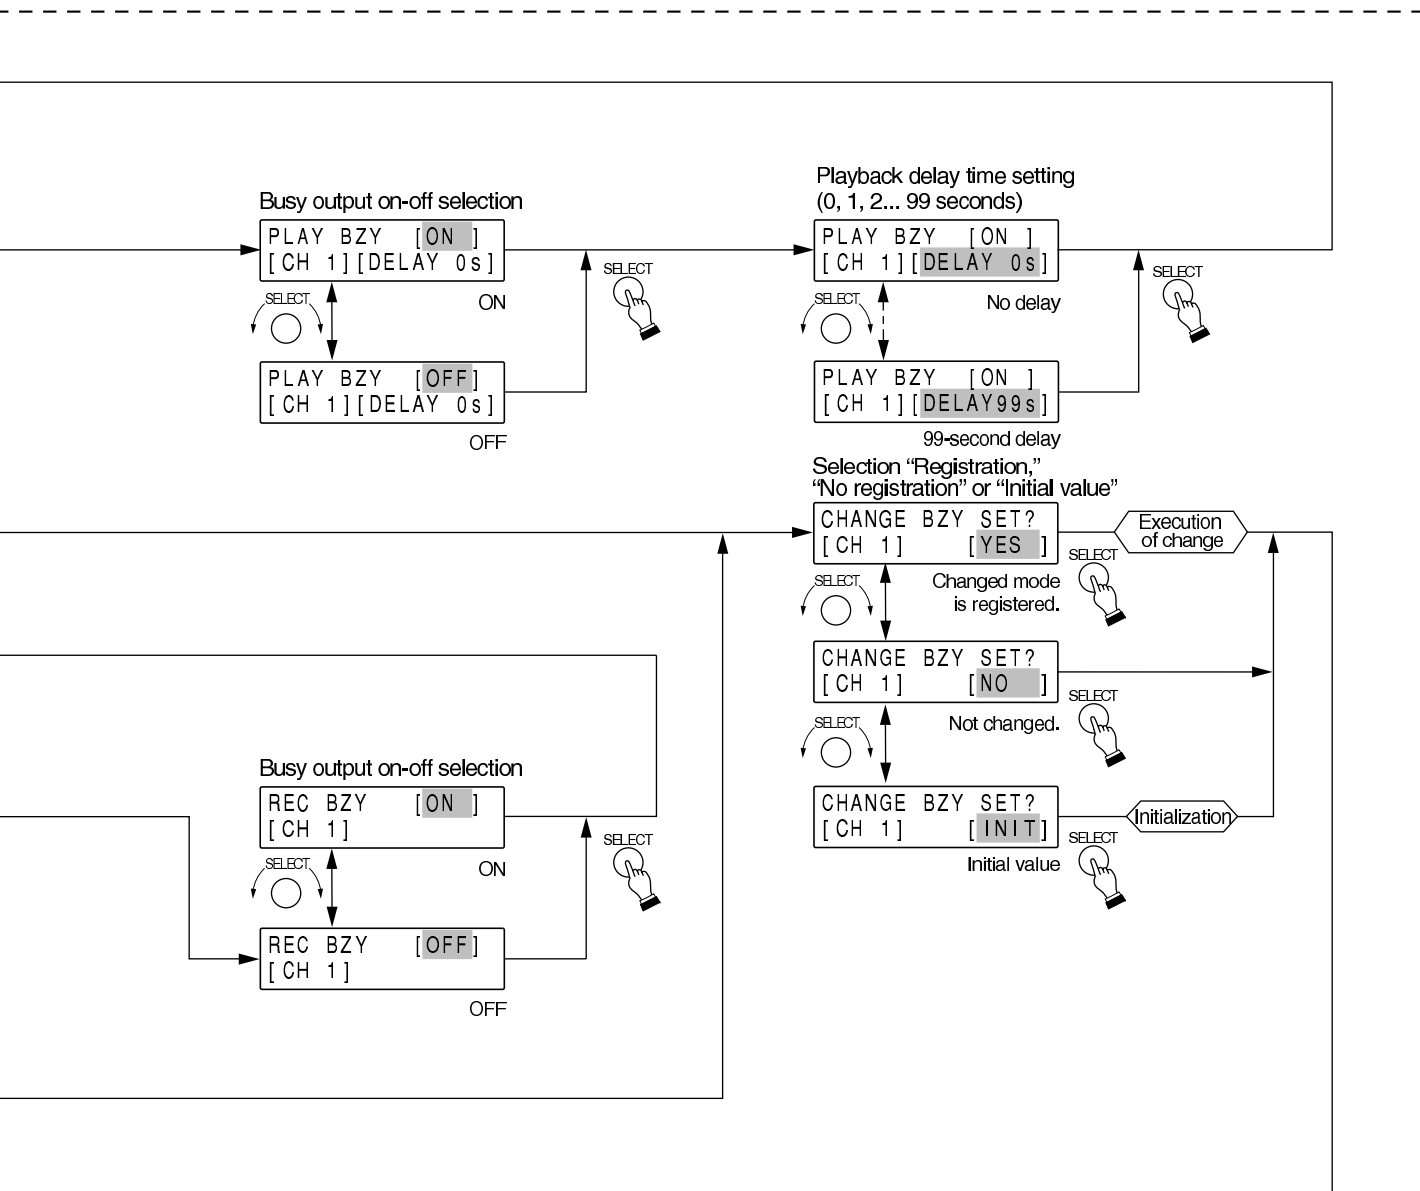 Busy output on-off selection
PLAY BZY [ON ]
[CH 1][DELAY 0s]
ON
SELECT
SELECT
PLAY BZY [OFF]
[CH 1][DELAY 0s]
OFF
Playback delay time setting
(0, 1, 2... 99 seconds)
PLAY BZY [ON ]
[CH 1][DELAY 0s]
No delay
SELECT
SELECT
PLAY BZY [ON ]
[CH 1][DELAY99s]
99-second delay
Selection “Registration,”
“No registration” or “Initial value”
CHANGE BZY SET?
[CH 1] [YES ]
Execution
of change
SELECT
Changed mode
is registered.
SELECT
CHANGE BZY SET?
[CH 1] [NO ]
SELECT
Not changed.
SELECT
CHANGE BZY SET?
[CH 1] [INIT]
Initialization
SELECT
Initial value
Busy output on-off selection
REC BZY [ON ]
[CH 1]
ON
SELECT
SELECT
REC BZY [OFF]
[CH 1]
OFF